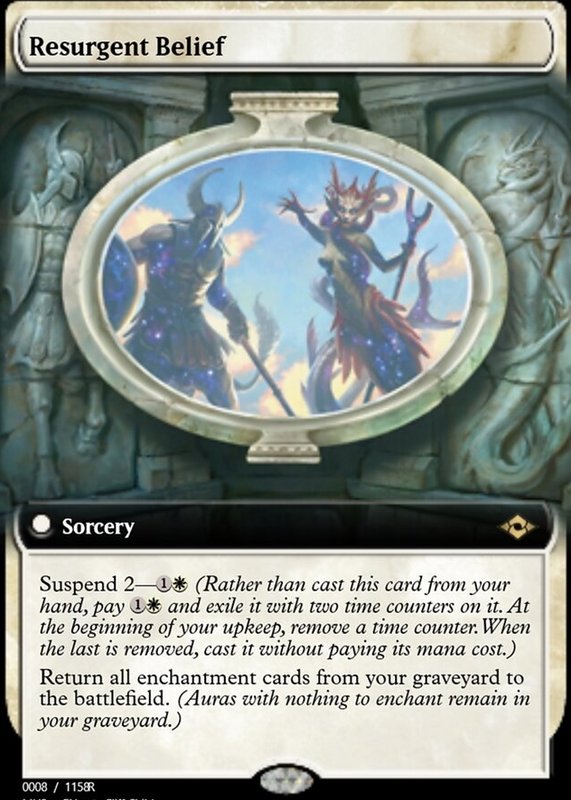 Resurgent Belief
Sorcery
Suspend 2—1 (Rather than cast this card from your
hand, pay 1 and exile it with two time counters on it. At
the beginning of your upkeep, remove a time counter. When
the last is removed, cast it without paying its mana cost.)
Return all enchantment cards from your graveyard to
the battlefield. (Auras with nothing to enchant remain in
your graveyard.)
0008 / 1158R